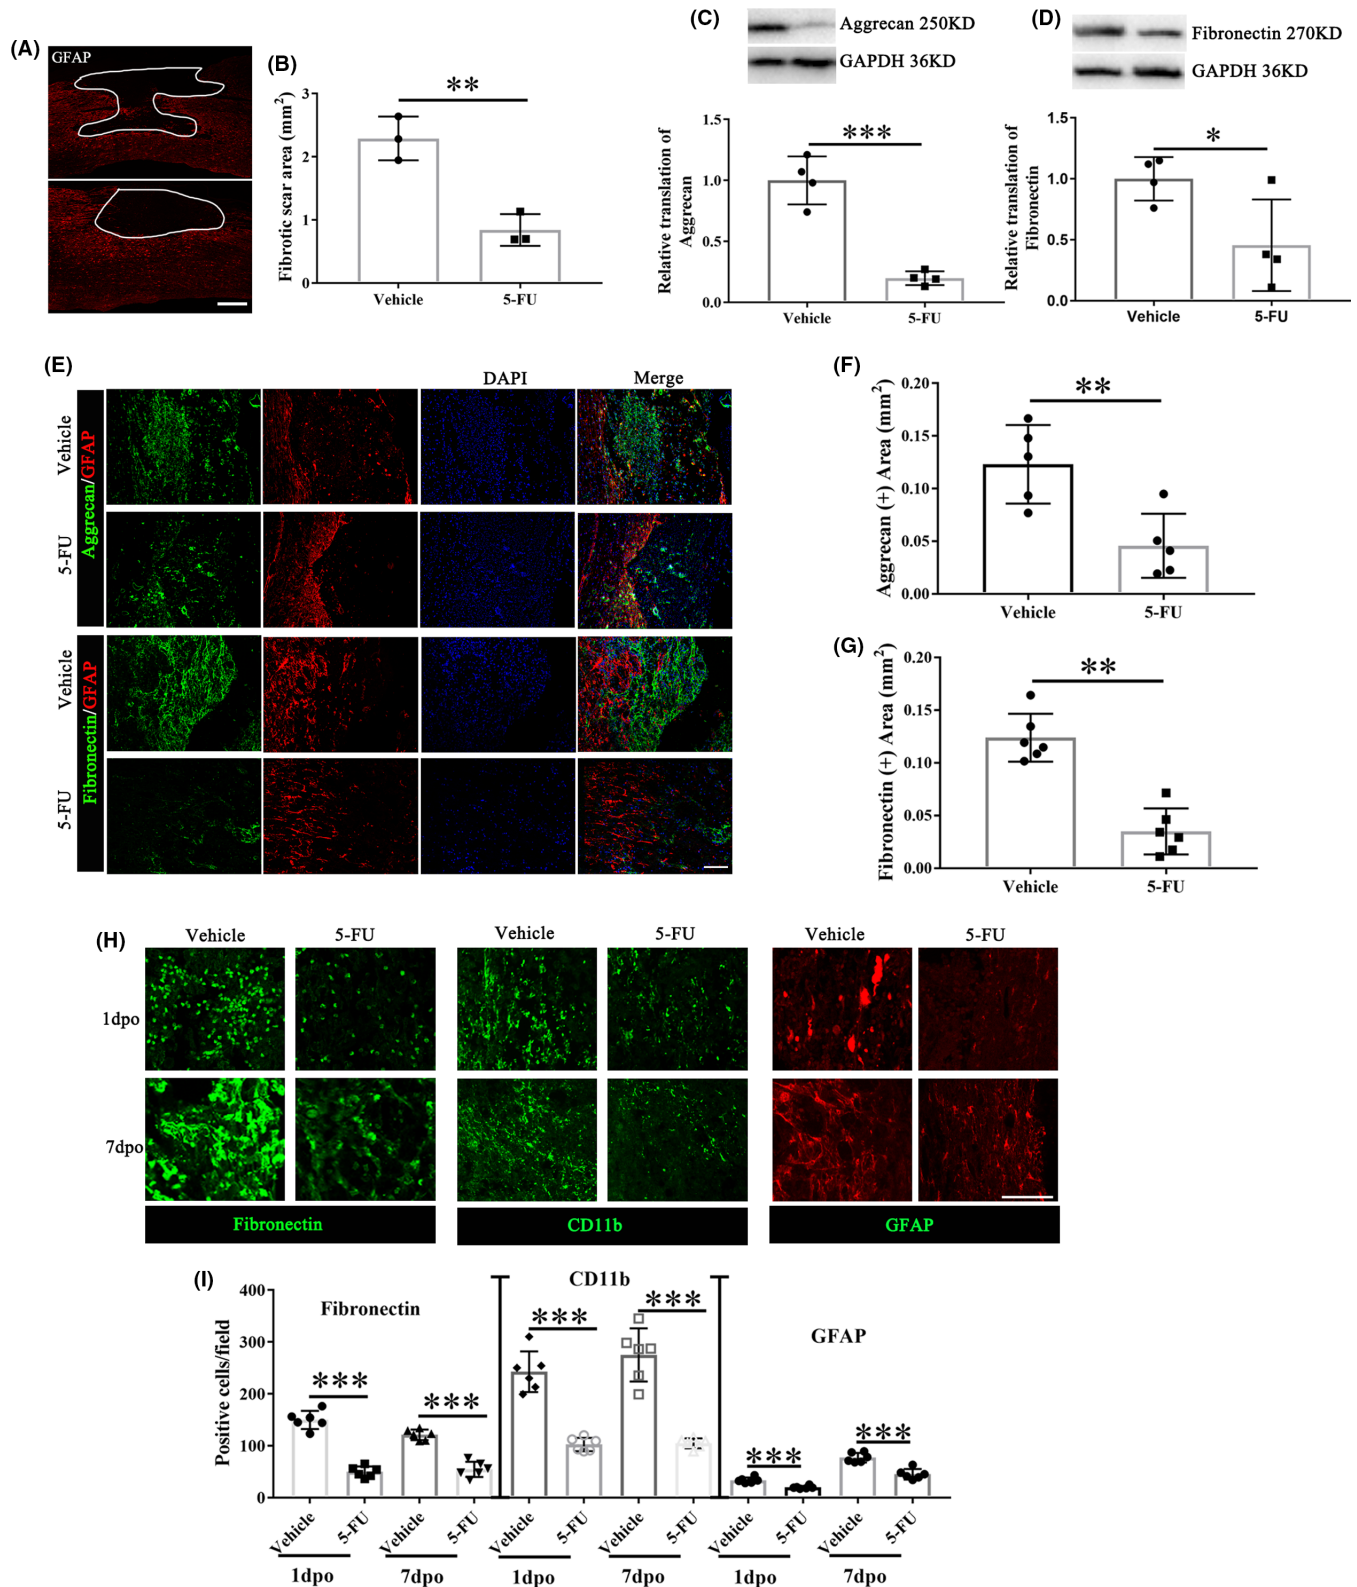 (A)
GFAP
(B)
Fibrotic scar area (mm²)
3
2
1
0
**
Vehicle
5-FU
(C)
Aggrecan 250KD
GAPDH 36KD
Relative translation of
Aggrecan
1.5
1.0
0.5
0.0
***
Vehicle
5-FU
(D)
Fibronectin 270KD
GAPDH 36KD
Relative translation of
Fibronectin
1.5
1.0
0.5
0.0
*
Vehicle
5-FU
(E)
DAPI
Merge
Vehicle
5-FU
Aggrecan/GFAP
Vehicle
5-FU
Fibronectin/GFAP
(F)
Aggrecan (+) Area (mm²)
0.20
0.15
0.10
0.05
0.00
**
Vehicle
5-FU
(G)
Fibronectin (+) Area (mm²)
0.20
0.15
0.10
0.05
0.00
**
Vehicle
5-FU
(H)
Vehicle
5-FU
Vehicle
5-FU
Vehicle
5-FU
1dpo
7dpo
Fibronectin
CD11b
GFAP
(I)
Positive cells/field
400
300
200
100
0
Fibronectin
CD11b
GFAP
***
***
***
***
***
***
Vehicle
5-FU
Vehicle
5-FU
Vehicle
5-FU
Vehicle
5-FU
Vehicle
5-FU
Vehicle
5-FU
1dpo
7dpo
1dpo
7dpo
1dpo
7dpo